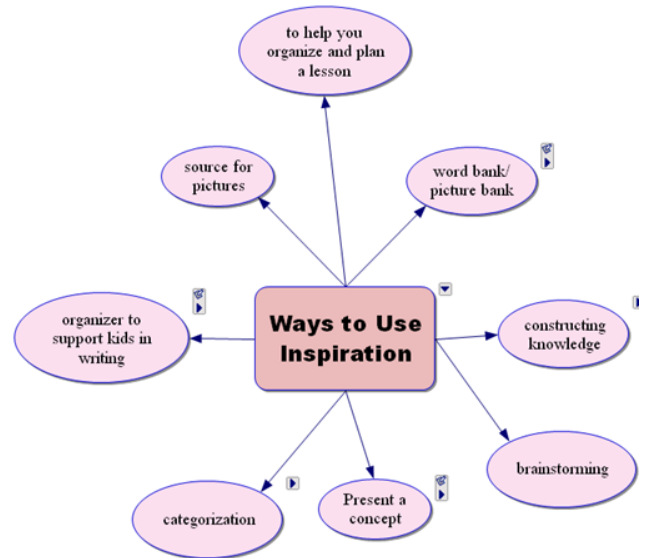 to help you
organize and plan
a lesson
source for
pictures
word bank/
picture bank
organizer to
support kids in
writing
Ways to Use
Inspiration
constructing
knowledge
brainstorming
categorization
Present a
concept